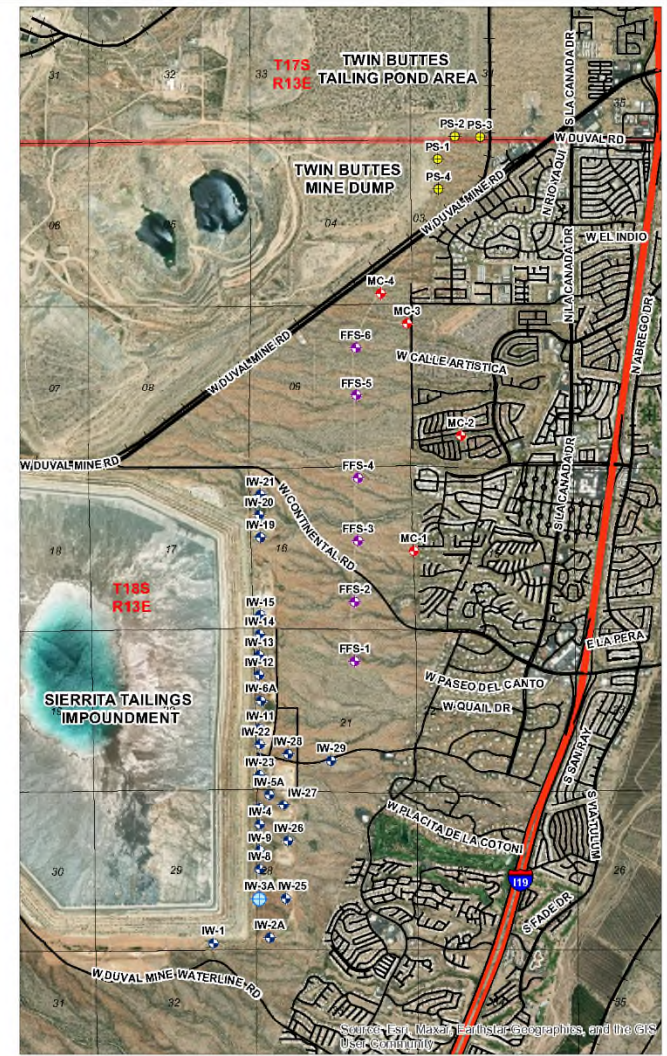 31
32
33
T17S
R13E
TWIN BUTTES
TAILING POND AREA
35
S LA CANADA DR
PS-2
PS-3
W DUVAL RD
PS-1
TWIN BUTTES
MINE DUMP
PS-4
N RIO YAQUI
06
05
04
03
W DUVAL MINE RD
W EL INDIO
N LA CANADA DR
N ABREGO DR
MC-4
MC-3
FFS-6
W CALLE ARTISTICA
W DUVAL MINE RD
FFS-5
07
08
09
MC-2
S LA CANADA DR
W DUVAL MINE RD
FFS-4
IW-21
IW-20
IW-19
W CONTINENTAL RD
FFS-3
18
17
16
MC-1
T18S
R13E
FFS-2
IW-15
IW-14
IW-13
E LA PERA
FFS-1
IW-12
W PASEO DEL CANTO
IW-6A
SIERRITA TAILINGS
IMPOUNDMENT
W QUAIL DR
IW-11
21
22
23
IW-22
IW-28
IW-29
S SAN RAY
IW-23
IW-5A
IW-27
S VIA TULUM
IW-4
W PLACITA DE LA COTONI
IW-26
IW-9
IW-8
30
28
26
I19
IW-3A
IW-25
S FADE DR
IW-2A
IW-1
W DUVAL MINE WATERLINE RD
31
32
33
35
Source: Esri, Maxar, Earthstar Geographics, and the GIS
User Community